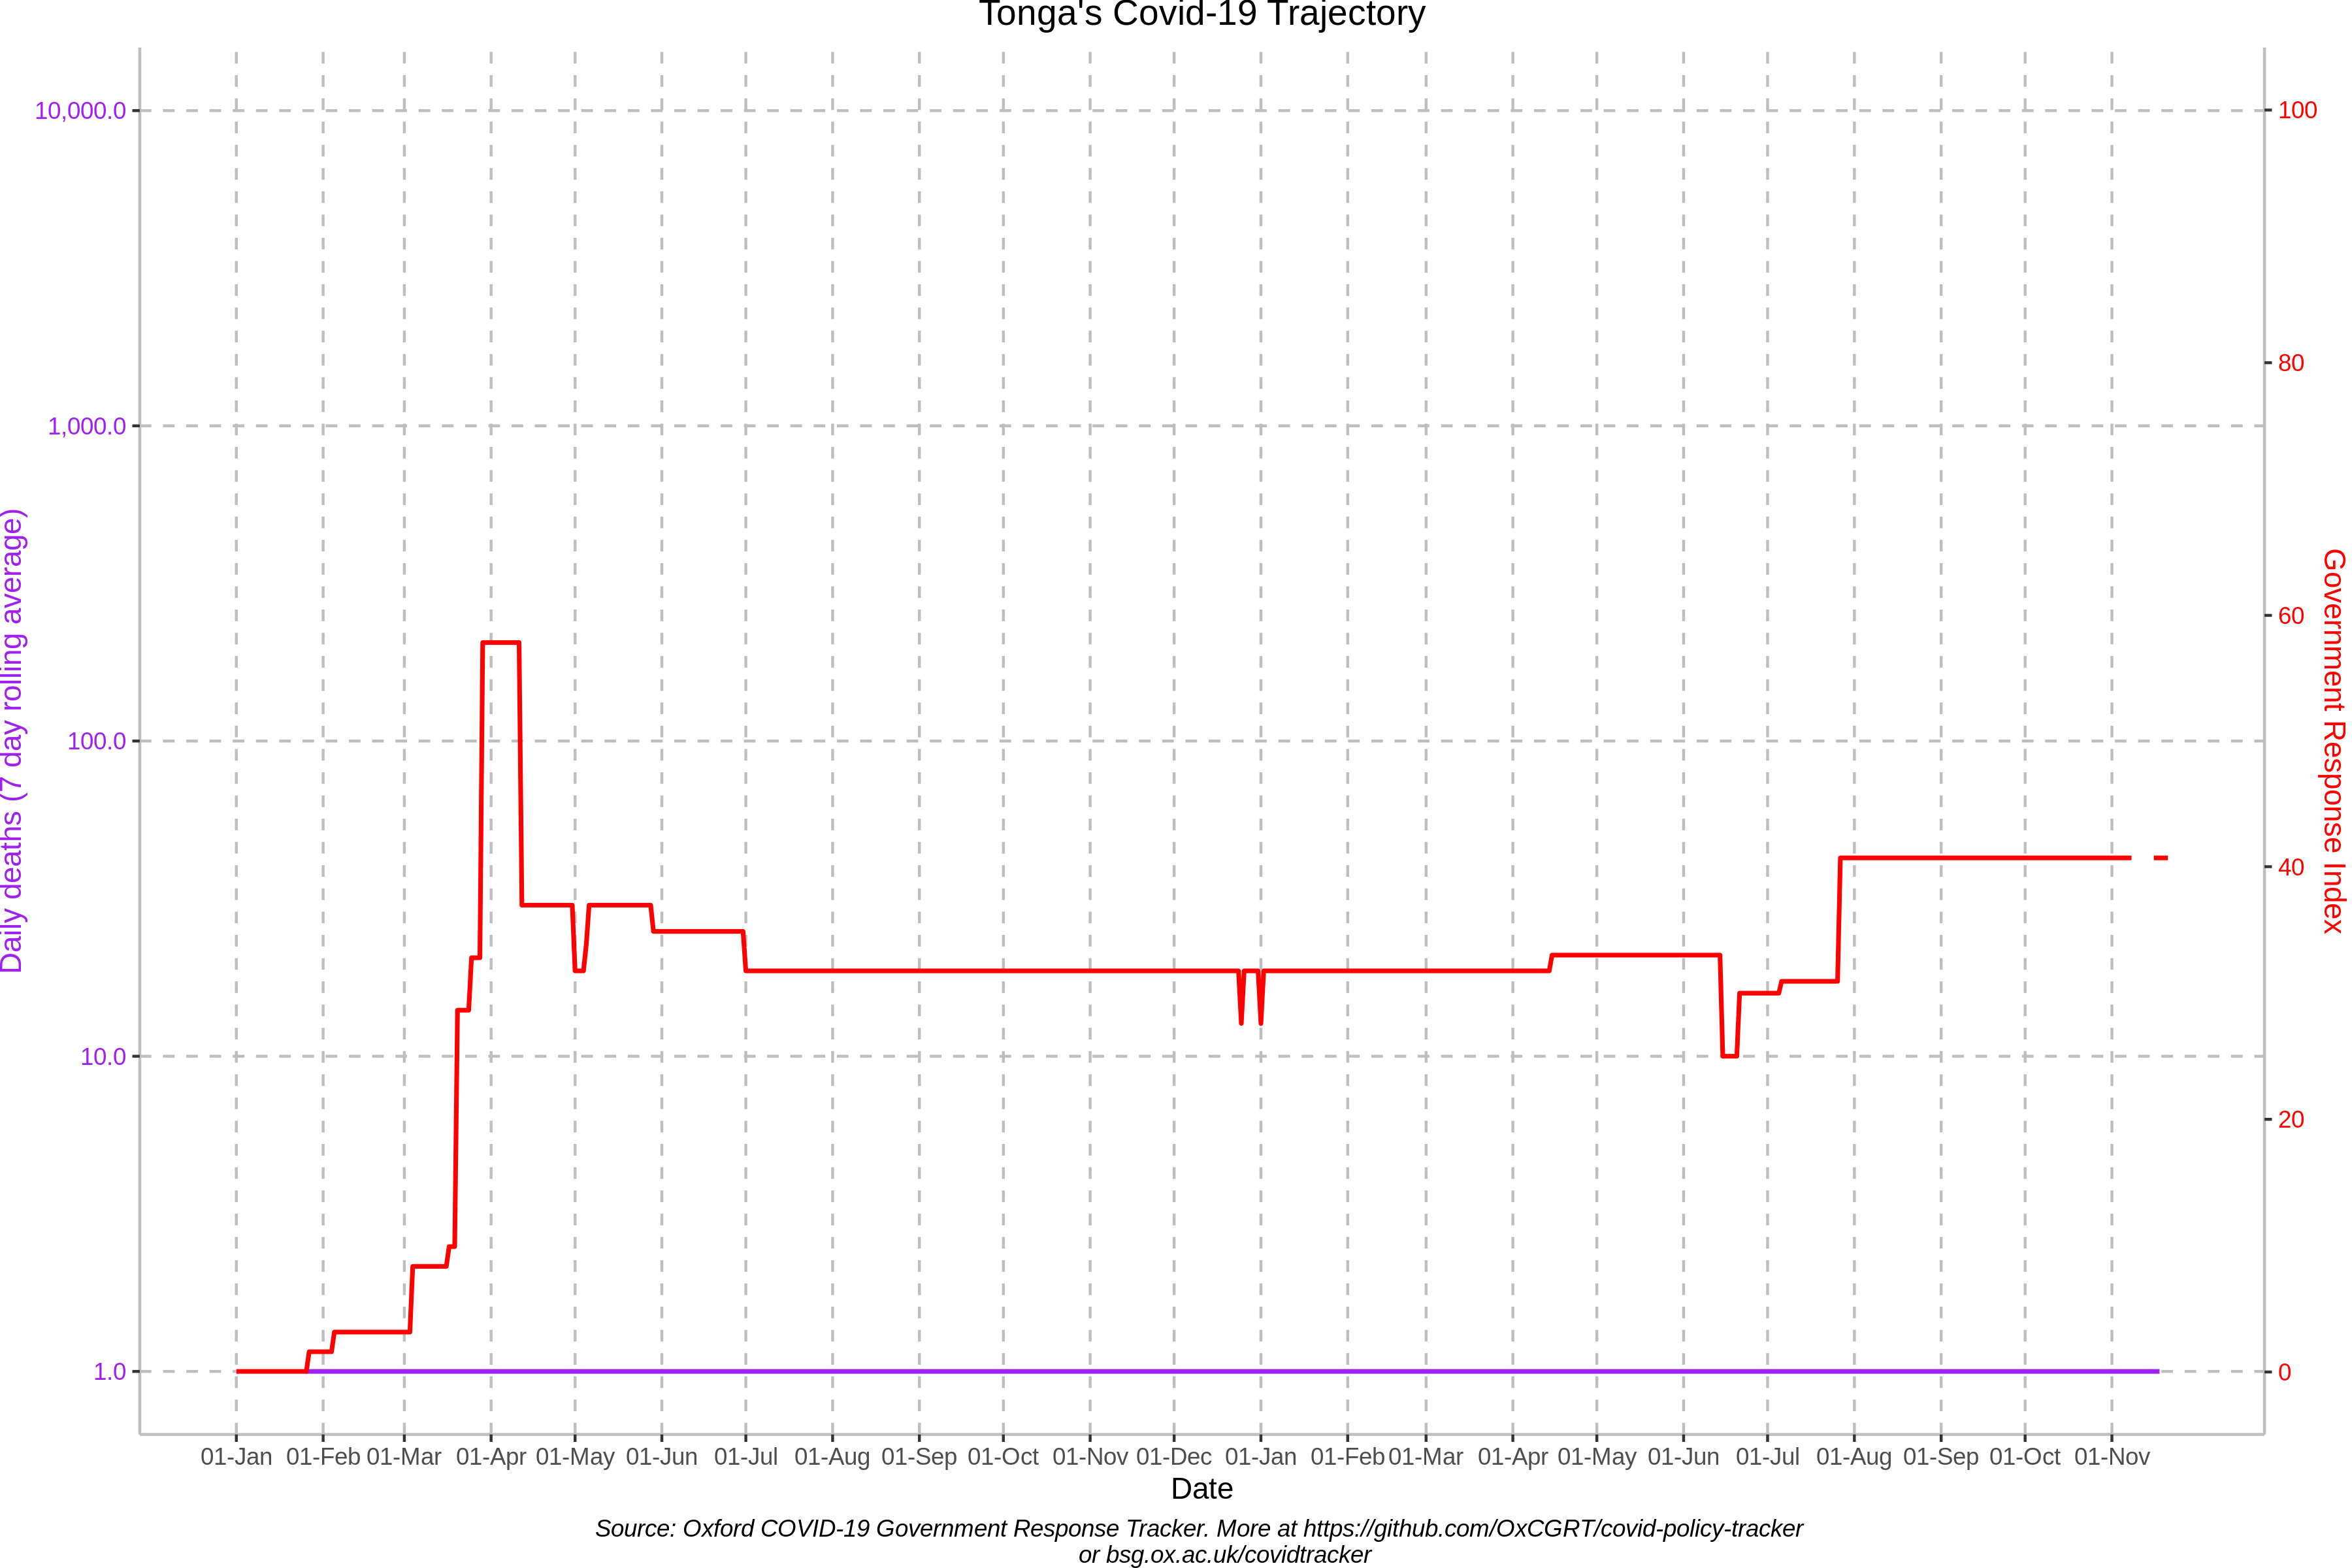 Tonga's Covid-19 Trajectory
10,000.0
1,000.0
100.0
10.0
1.0
Daily deaths (7 day rolling average)
100
80
60
40
20
0
Government Response Index
01-Jan 01-Feb 01-Mar 01-Apr 01-May 01-Jun 01-Jul 01-Aug 01-Sep 01-Oct 01-Nov 01-Dec 01-Jan 01-Feb 01-Mar 01-Apr 01-May 01-Jun 01-Jul 01-Aug 01-Sep 01-Oct 01-Nov
Date
Source: Oxford COVID-19 Government Response Tracker. More at https://github.com/OxCGRT/covid-policy-tracker
or bsg.ox.ac.uk/covidtracker